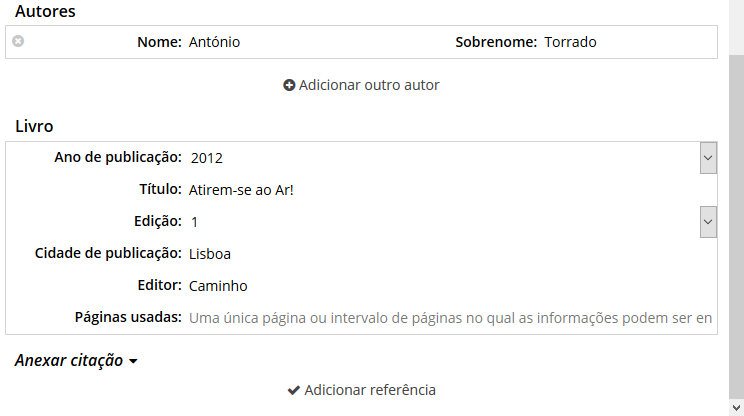 Autores
Nome: António Sobrenome: Torrado
Adicionar outro autor
Livro
Ano de publicação: 2012
Título: Atirem-se ao Ar!
Edição: 1
Cidade de publicação: Lisboa
Editor: Caminho
Páginas usadas: Uma única página ou intervalo de páginas no qual as informações podem ser en
Anexar citação
Adicionar referência